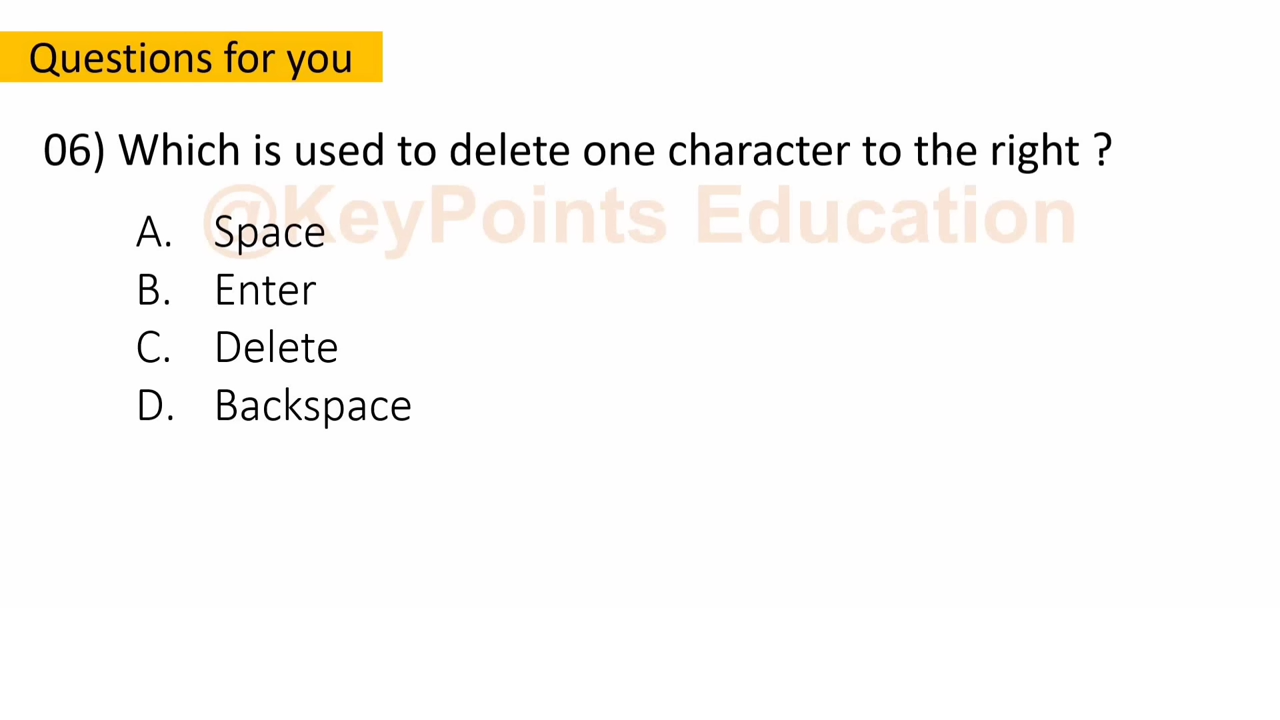 Questions for you
06) Which is used to delete one character to the right ?
@KeyPoints Education
A. Space
B. Enter
C. Delete
D. Backspace